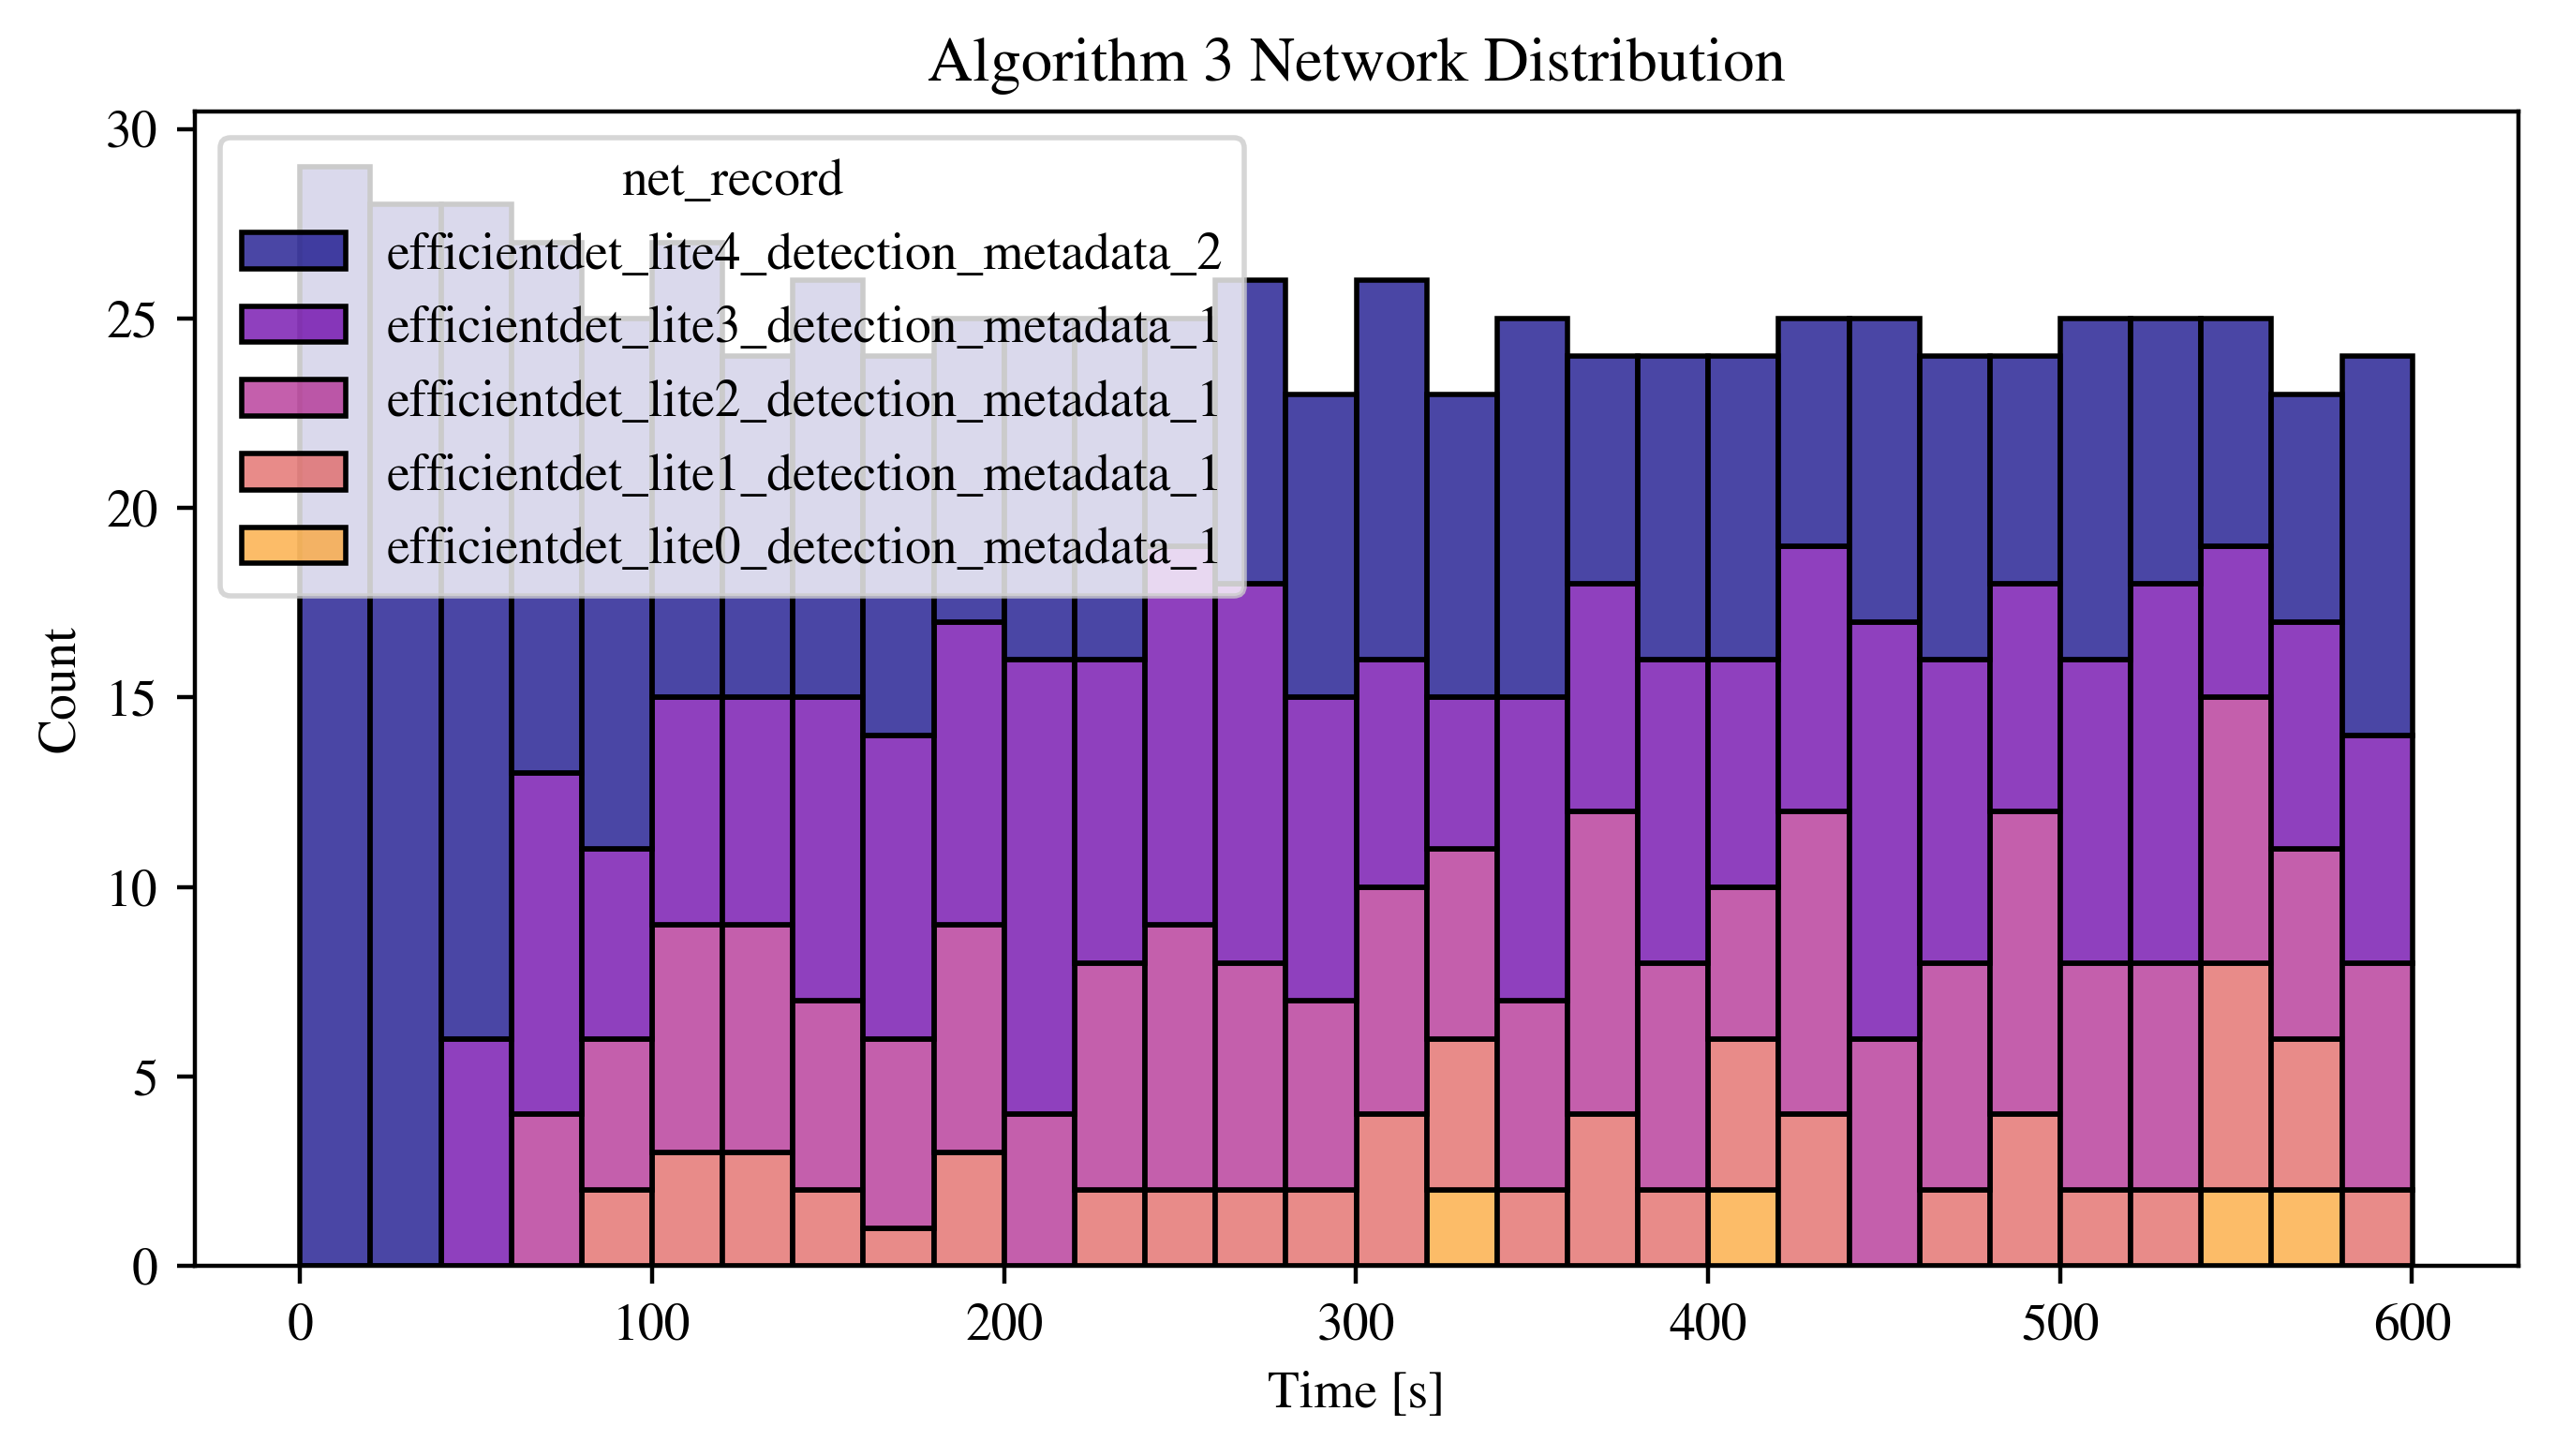 Algorithm 3 Network Distribution
30
25
20
15
10
5
0
Count
net_record
efficientdet_lite4_detection_metadata_2
efficientdet_lite3_detection_metadata_1
efficientdet_lite2_detection_metadata_1
efficientdet_lite1_detection_metadata_1
efficientdet_lite0_detection_metadata_1
0 100 200 300 400 500 600
Time [s]